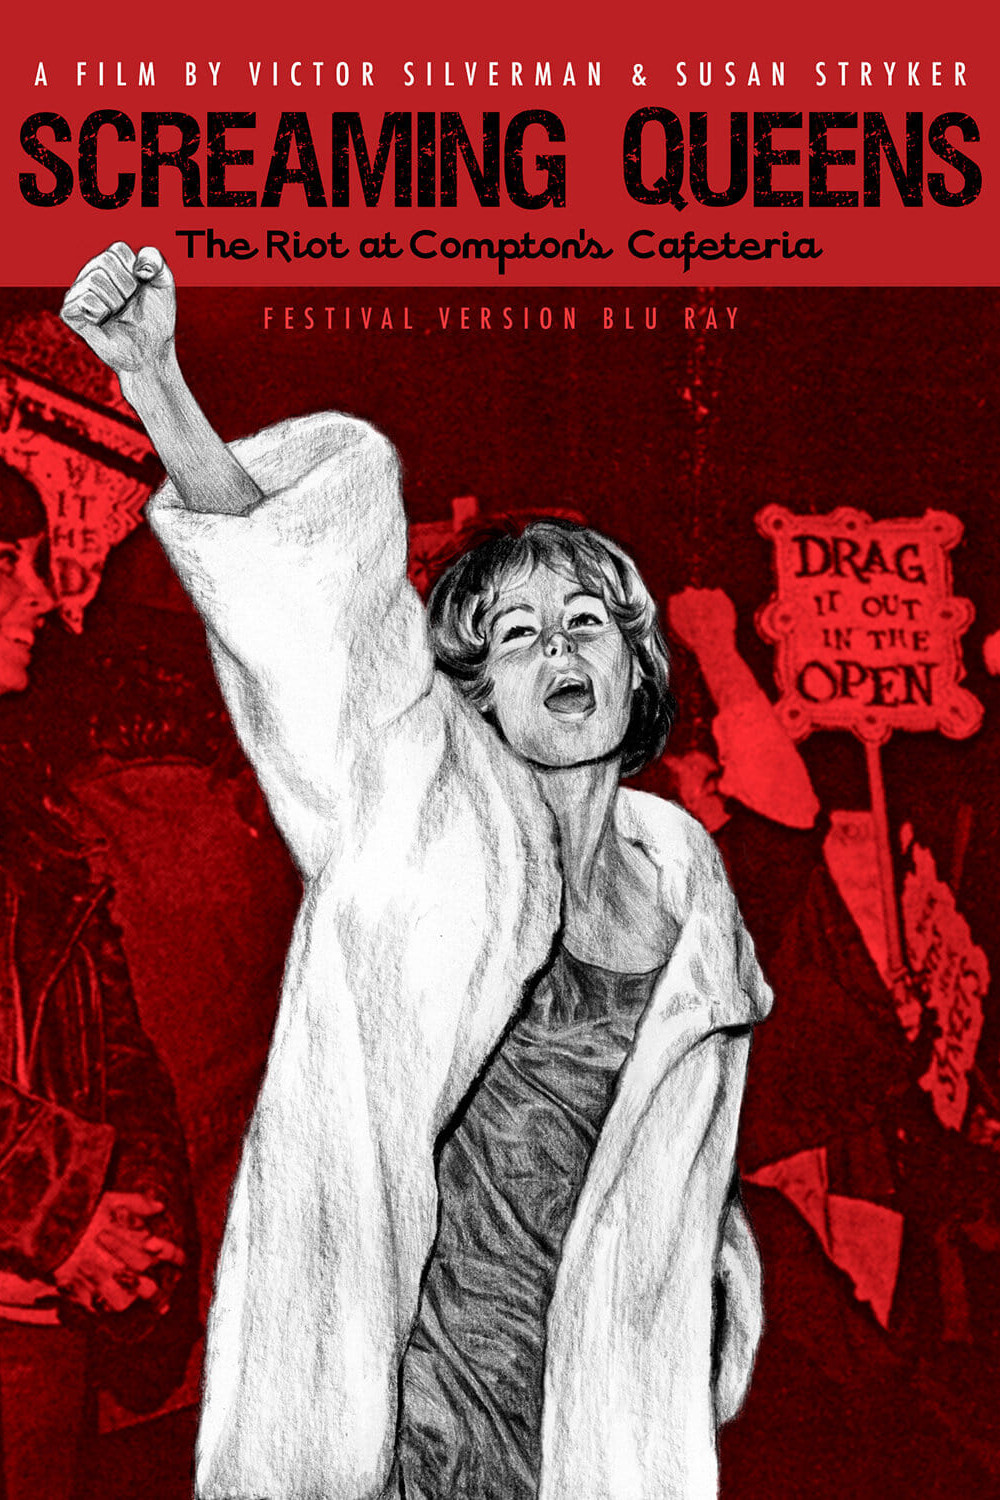 A FILM BY VICTOR SILVERMAN & SUSAN STRYKER
SCREAMING QUEENS
The Riot at Compton's Cafeteria
FESTIVAL VERSION BLU RAY
IT
DRAG
IT OUT
IN THE
OPEN